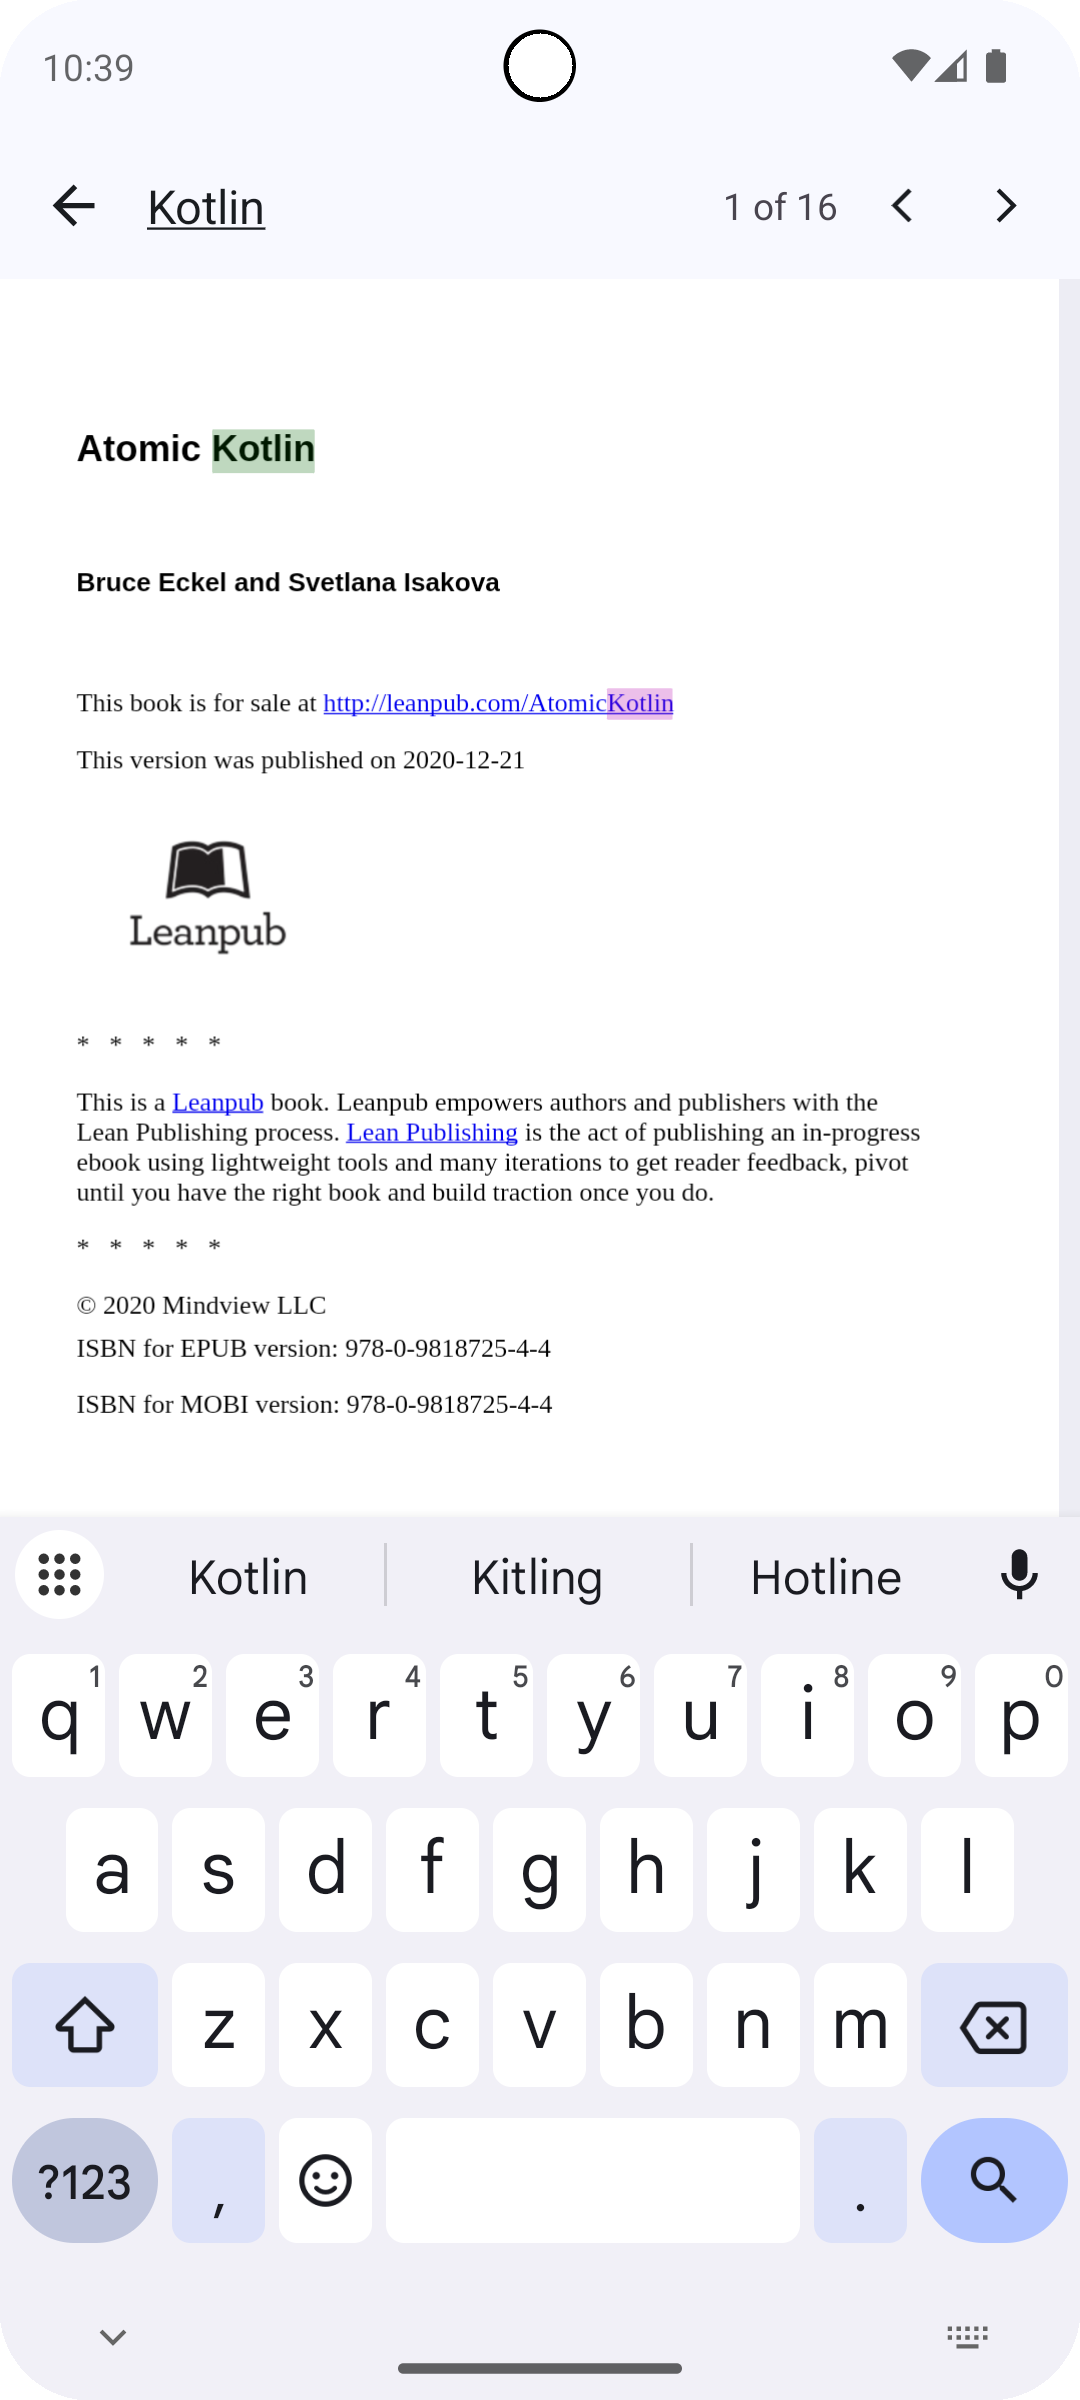 10:39
Kotlin
1 of 16
Atomic Kotlin
Bruce Eckel and Svetlana Isakova
This book is for sale at http://leanpub.com/AtomicKotlin
This version was published on 2020-12-21
Leanpub
* * * * *
This is a Leanpub book. Leanpub empowers authors and publishers with the
Lean Publishing process. Lean Publishing is the act of publishing an in-progress
ebook using lightweight tools and many iterations to get reader feedback, pivot
until you have the right book and build traction once you do.
* * * * *
© 2020 Mindview LLC
ISBN for EPUB version: 978-0-9818725-4-4
ISBN for MOBI version: 978-0-9818725-4-4
Kotlin Kitling Hotline
q 1 w 2 e 3 r 4 t 5 y 6 u 7 i 8 o 9 p 0
a s d f g h j k l
z x c v b n m
?123 , .